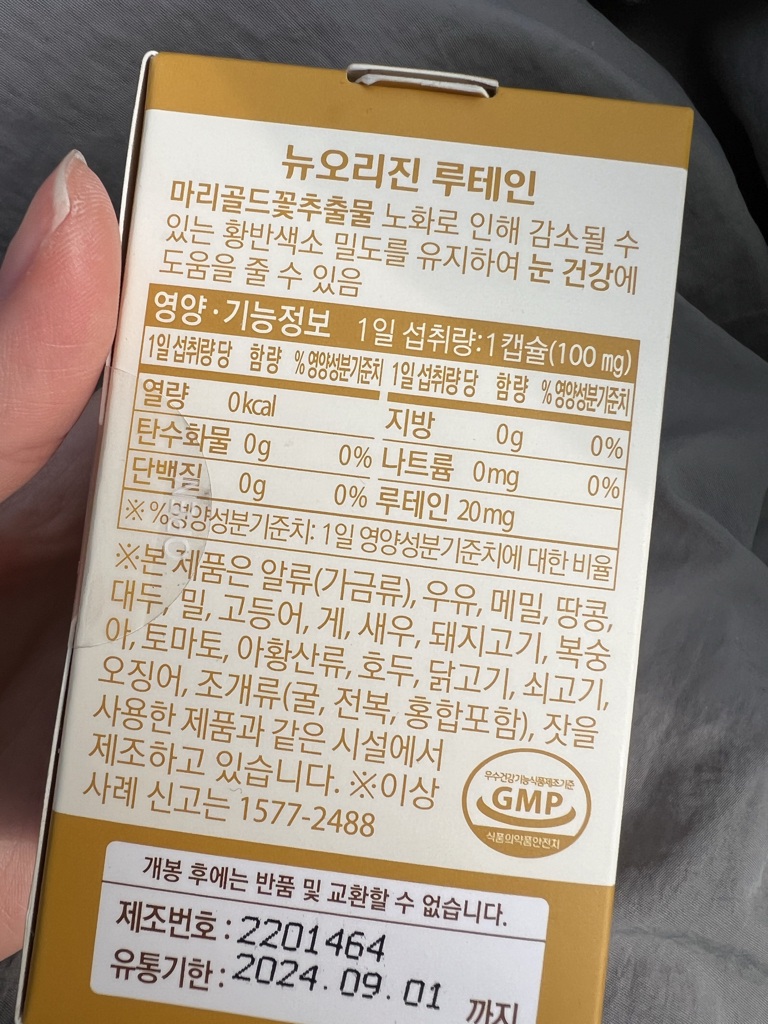 뉴오리진 루테인
마리골드꽃추출물 노화로 인해 감소될 수
있는 황반색소 밀도를 유지하여 눈 건강에
도움을 줄 수 있음
영양·기능정보 1일 섭취량:1캡슐(100 mg)
1일 섭취량당 함량 % 영양성분기준치 1일 섭취량당 함량 % 영양성분기준치
열량 0kcal 지방 0g 0%
탄수화물 0g 0% 나트륨 0mg 0%
단백질 0g 0% 루테인 20mg
※ %영양성분기준치: 1일 영양성분기준치에 대한 비율
※본 제품은 알류(가금류), 우유, 메밀, 땅콩,
대두, 밀, 고등어, 게, 새우, 돼지고기, 복숭
아, 토마토, 아황산류, 호두, 닭고기, 쇠고기,
오징어, 조개류(굴, 전복, 홍합포함), 잣을
사용한 제품과 같은 시설에서
제조하고 있습니다. ※이상
사례 신고는 1577-2488
우수건강기능식품제조기준
GMP
식품의약품안전처
개봉 후에는 반품 및 교환할 수 없습니다.
제조번호:2201464
유통기한:2024.09.01 까지